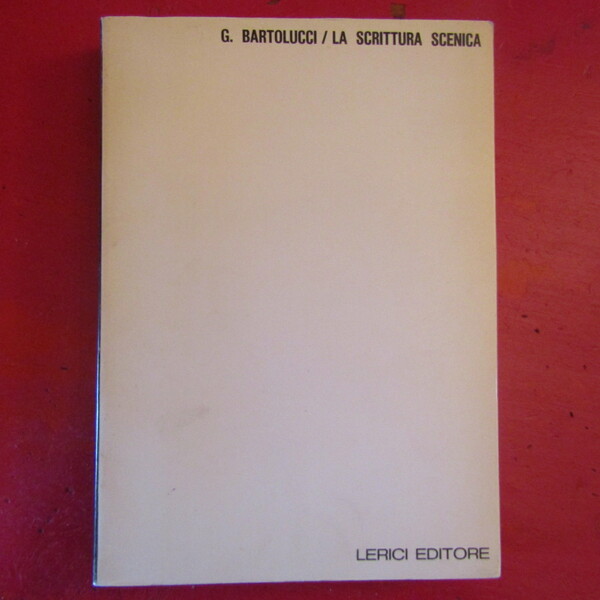 G. BARTOLUCCI / LA SCRITTURA SCENICA
LERICI EDITORE